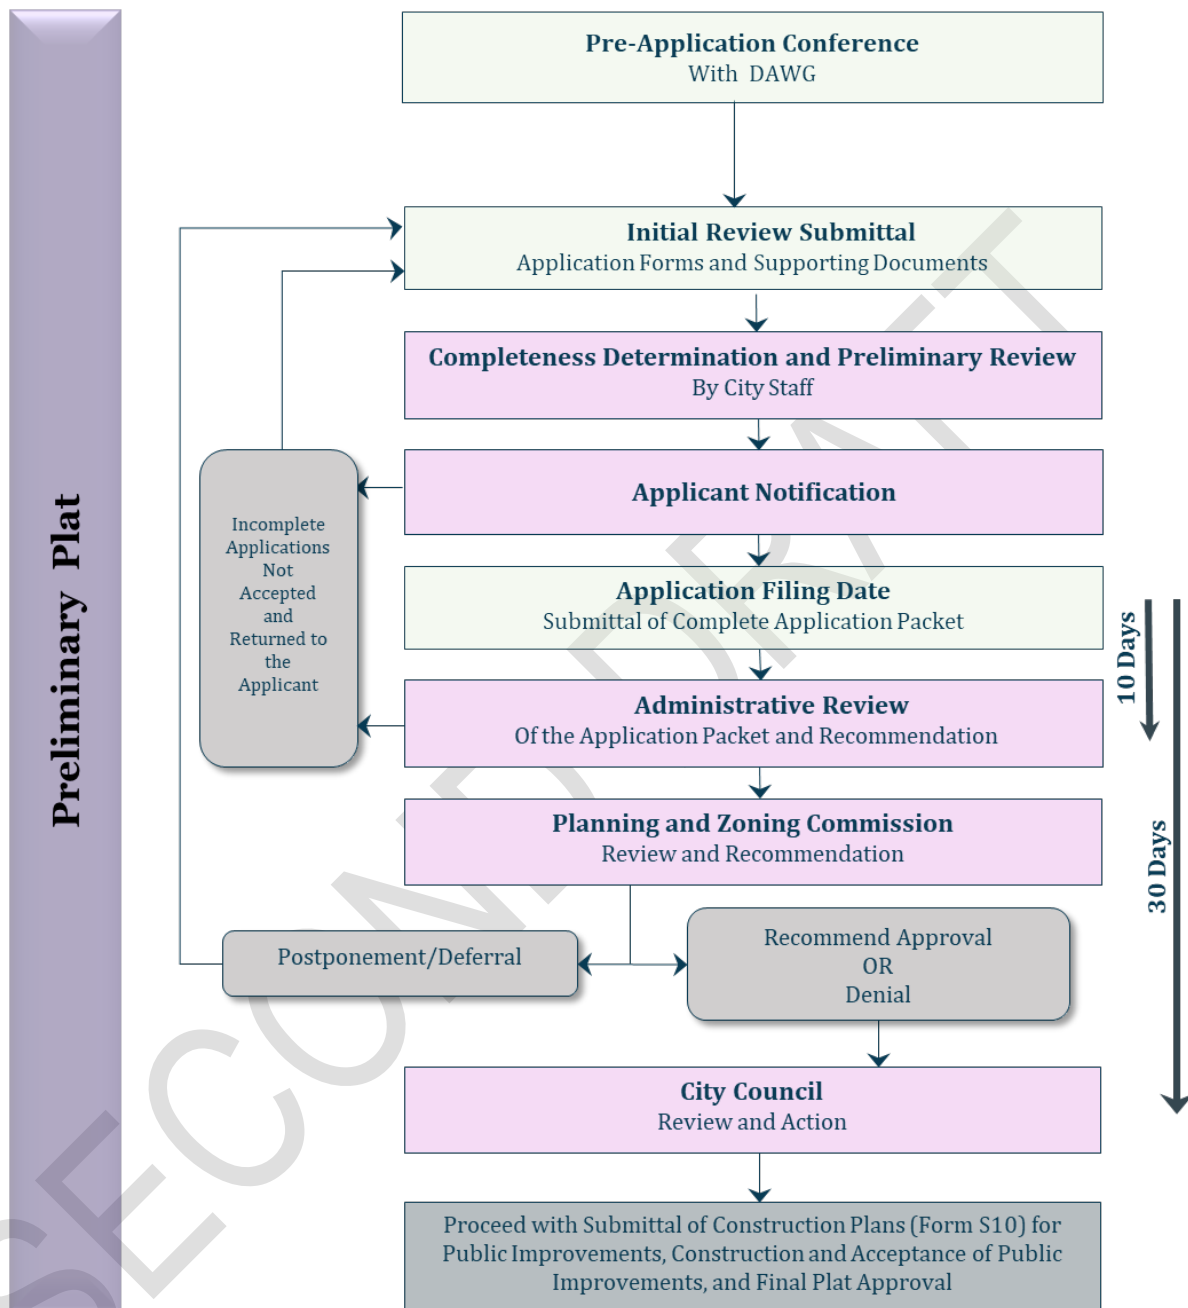 Preliminary Plat
Pre-Application Conference
With DAWG
Initial Review Submittal
Application Forms and Supporting Documents
Completeness Determination and Preliminary Review
By City Staff
Applicant Notification
Incomplete
Applications
Not
Accepted
and
Returned to
the
Applicant
Application Filing Date
Submittal of Complete Application Packet
10 Days
Administrative Review
Of the Application Packet and Recommendation
Planning and Zoning Commission
Review and Recommendation
30 Days
Postponement/Deferral
Recommend Approval
OR
Denial
City Council
Review and Action
Proceed with Submittal of Construction Plans (Form S10) for
Public Improvements, Construction and Acceptance of Public
Improvements, and Final Plat Approval
SECOND DRAFT